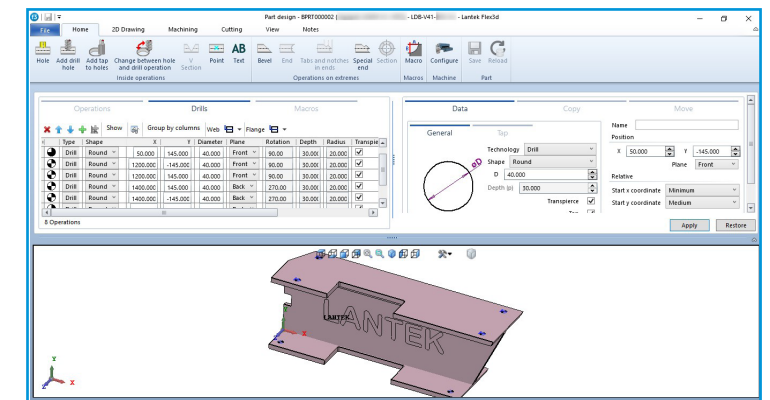 Part design - BPRT000002 ( ) - LDB-V41- - Lantek Flex3d
File Home 2D Drawing Machining Cutting View Notes
Hole Add drill hole Add tap to holes Change between hole and drill operation V Section Point Text Bevel End Tabs and notches in ends Special end Section Macro Configure Save Reload
Inside operations Operations on extremes Macros Machine Part
Operations Drills Macros
Show Group by columns Web Flange
Type Shape X Y Diameter Plane Rotation Depth Radius Transpie
Drill Round 50.000 145.000 40.000 Front 90.00 30.00( 20.000
Drill Round 1200.000 -145.000 40.000 Front 90.00 30.00( 20.000
Drill Round 1200.000 145.000 40.000 Front 90.00 30.00( 20.000
Drill Round 1400.000 145.000 40.000 Back 270.00 30.00( 20.000
Drill Round 1400.000 -145.000 40.000 Back 270.00 30.00( 20.000
8 Operations
Data Copy Move
General Tap
Technology Drill
Shape Round
D 40.000
Depth (p) 30.000
Transpierce
øD
Name
Position
X 50.000 Y -145.000
Plane Front
Relative
Start x coordinate Minimum
Start y coordinate Medium
Apply Restore
LANTEK
LANTEK
Y
X
Z
X